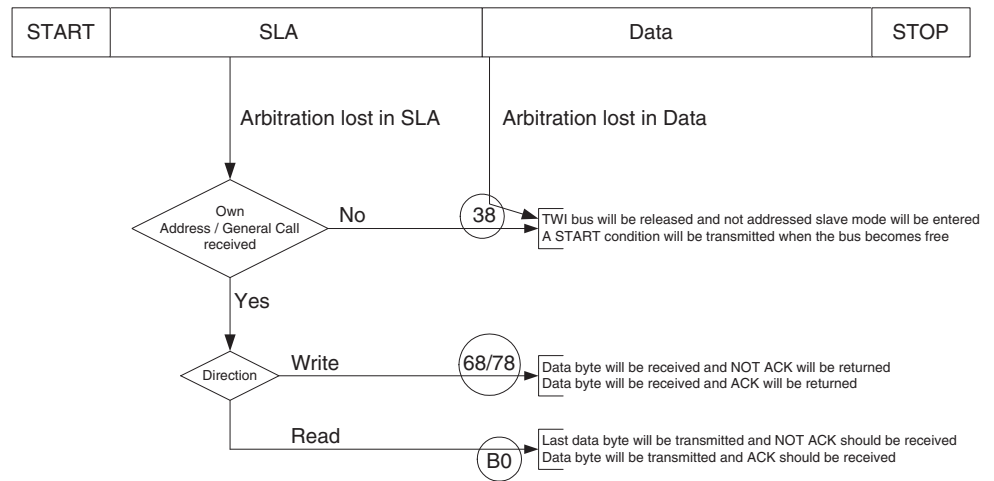 START SLA Data STOP
Arbitration lost in SLA Arbitration lost in Data
Own
Address / General Call
received
No
38
TWI bus will be released and not addressed slave mode will be entered
A START condition will be transmitted when the bus becomes free
Yes
Direction
Write
68/78
Data byte will be received and NOT ACK will be returned
Data byte will be received and ACK will be returned
Read
B0
Last data byte will be transmitted and NOT ACK should be received
Data byte will be transmitted and ACK should be received